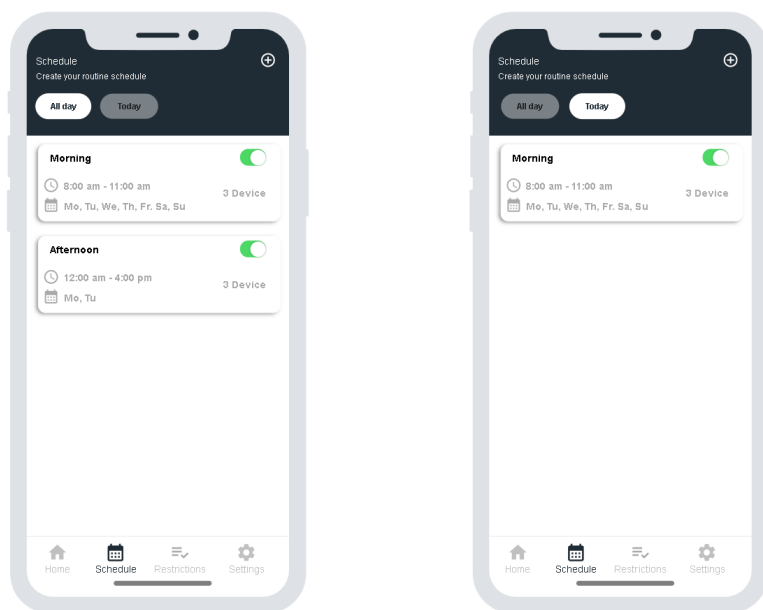 Schedule
Create your routine schedule
All day Today
Morning
8:00 am - 11:00 am
3 Device
Mo, Tu, We, Th, Fr. Sa, Su
Afternoon
12:00 am - 4:00 pm
3 Device
Mo, Tu
Home Schedule Restrictions Settings
Schedule
Create your routine schedule
All day Today
Morning
8:00 am - 11:00 am
3 Device
Mo, Tu, We, Th, Fr. Sa, Su
Home Schedule Restrictions Settings